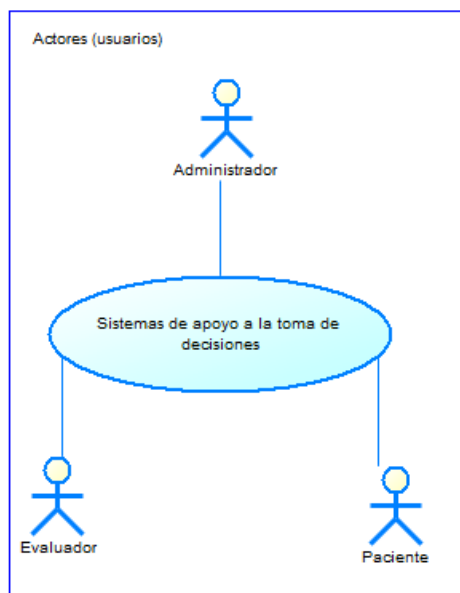 Actores (usuarios)
Administrador
Sistemas de apoyo a la toma de
decisiones
Evaluador
Paciente